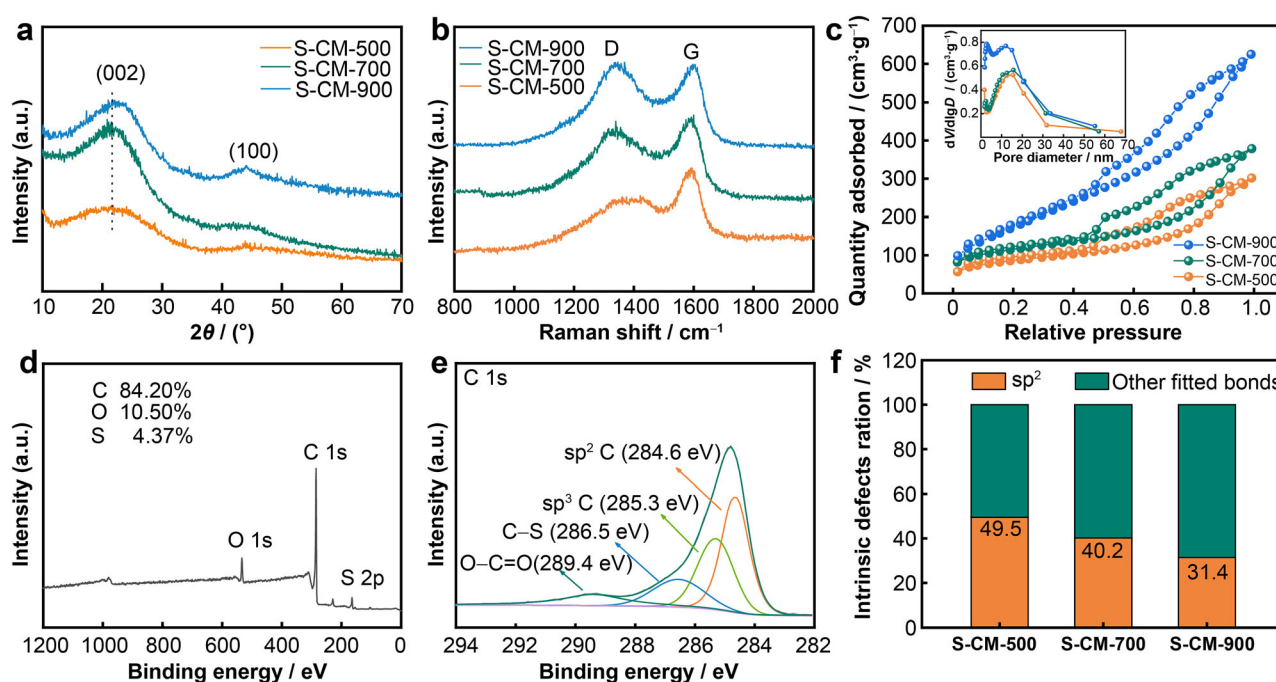 a
(002)
S-CM-500
S-CM-700
S-CM-900
(100)
Intensity (a.u.)
10 20 30 40 50 60 70
2θ / (°)
b
S-CM-900
S-CM-700
S-CM-500
D
G
Intensity (a.u.)
800 1000 1200 1400 1600 1800 2000
Raman shift / cm⁻¹
c
Quantity adsorbed / (cm³·g⁻¹)
700
600
500
400
300
200
100
0
0 0.2 0.4 0.6 0.8 1.0
Relative pressure
dV/dlgD / (cm³·g⁻¹)
0.8
0.6
0.4
0.2
0 10 20 30 40 50 60 70
Pore diameter / nm
S-CM-900
S-CM-700
S-CM-500
d
C 84.20%
O 10.50%
S 4.37%
C 1s
O 1s
S 2p
Intensity (a.u.)
1200 1000 800 600 400 200 0
Binding energy / eV
e
C 1s
sp² C (284.6 eV)
sp³ C (285.3 eV)
C–S (286.5 eV)
O–C=O(289.4 eV)
Intensity (a.u.)
294 292 290 288 286 284 282
Binding energy / eV
f
Intrinsic defects ration / %
120
100
80
60
40
20
0
sp²
Other fitted bonds
49.5
40.2
31.4
S-CM-500 S-CM-700 S-CM-900